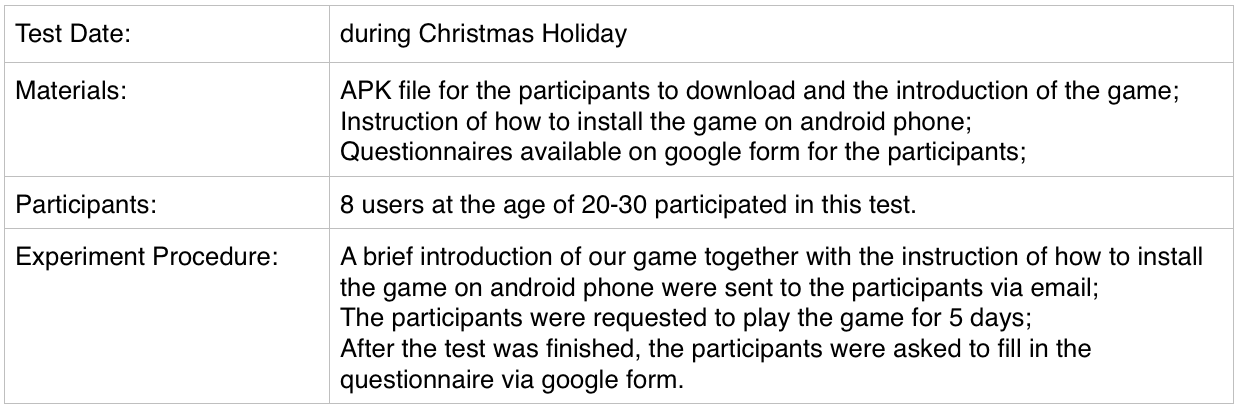 Test Date: during Christmas Holiday
Materials: APK file for the participants to download and the introduction of the game;
Instruction of how to install the game on android phone;
Questionnaires available on google form for the participants;
Participants: 8 users at the age of 20-30 participated in this test.
Experiment Procedure: A brief introduction of our game together with the instruction of how to install
the game on android phone were sent to the participants via email;
The participants were requested to play the game for 5 days;
After the test was finished, the participants were asked to fill in the
questionnaire via google form.